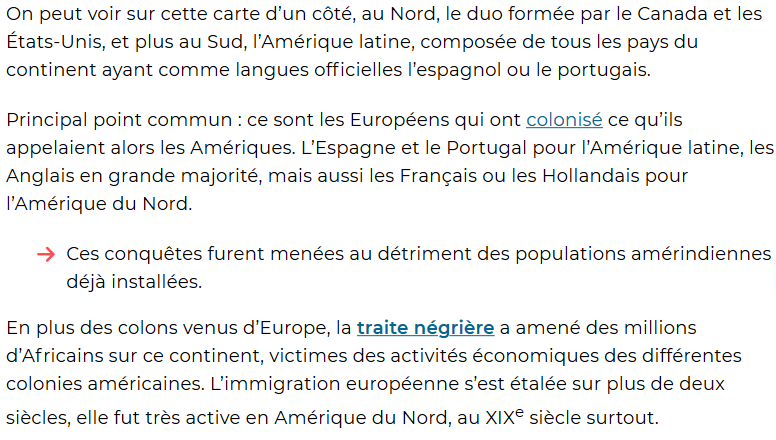 On peut voir sur cette carte d’un côté, au Nord, le duo formée par le Canada et les
États-Unis, et plus au Sud, l’Amérique latine, composée de tous les pays du
continent ayant comme langues officielles l’espagnol ou le portugais.
Principal point commun : ce sont les Européens qui ont colonisé ce qu’ils
appelaient alors les Amériques. L’Espagne et le Portugal pour l’Amérique latine, les
Anglais en grande majorité, mais aussi les Français ou les Hollandais pour
l’Amérique du Nord.
→ Ces conquêtes furent menées au détriment des populations amérindiennes
déjà installées.
En plus des colons venus d’Europe, la traite négrière a amené des millions
d’Africains sur ce continent, victimes des activités économiques des différentes
colonies américaines. L’immigration européenne s’est étalée sur plus de deux
siècles, elle fut très active en Amérique du Nord, au XIXe siècle surtout.